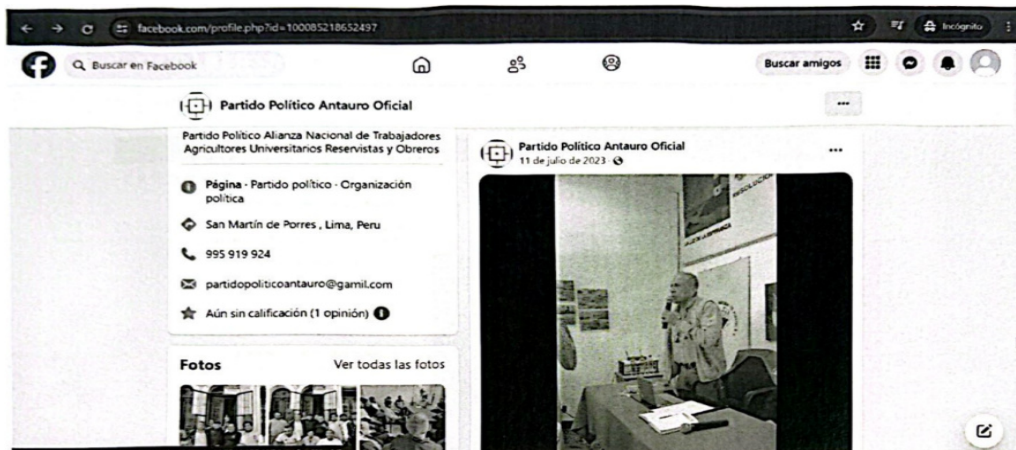 facebook.com/profile.php?id=100085218652497
Incógnito
Buscar en Facebook
Buscar amigos
Partido Político Antauro Oficial
Partido Político Alianza Nacional de Trabajadores
Agricultores Universitarios Reservistas y Obreros
Página · Partido político · Organización
política
San Martín de Porres , Lima, Peru
995 919 924
partidopoliticoantauro@gamil.com
Aún sin calificación (1 opinión)
Fotos
Ver todas las fotos
Partido Político Antauro Oficial
11 de julio de 2023